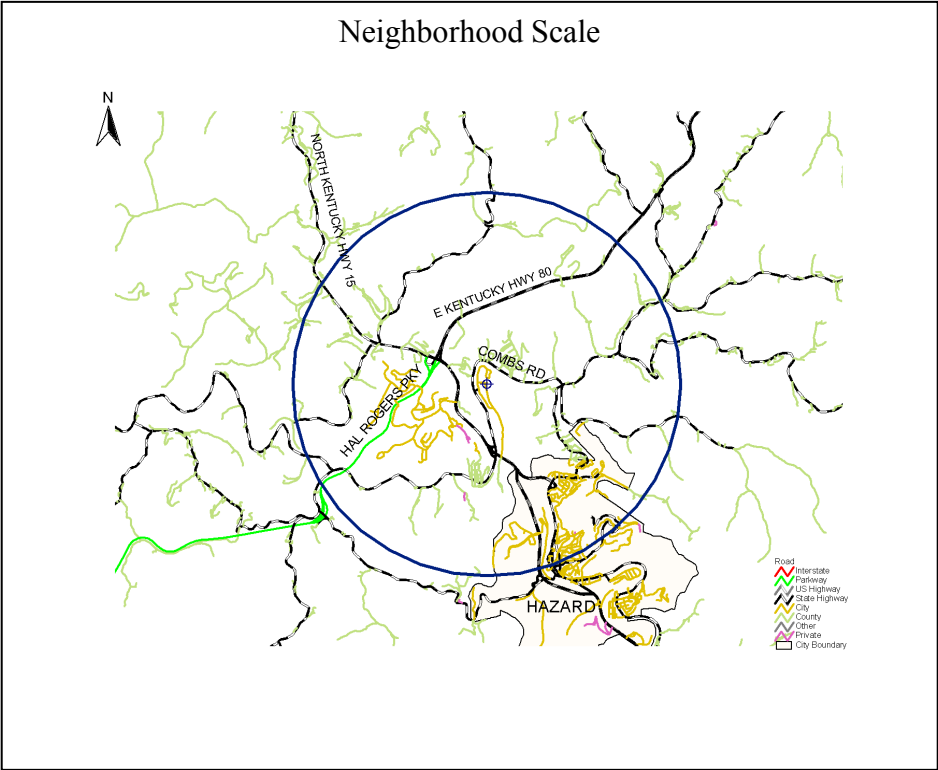 Neighborhood Scale
N
NORTH KENTUCKY HWY 15
E KENTUCKY HWY 80
COMBS RD
HAL ROGERS PKY
HAZARD
Road
Interstate
Parkway
US Highway
State Highway
City
County
Other
Private
City Boundary